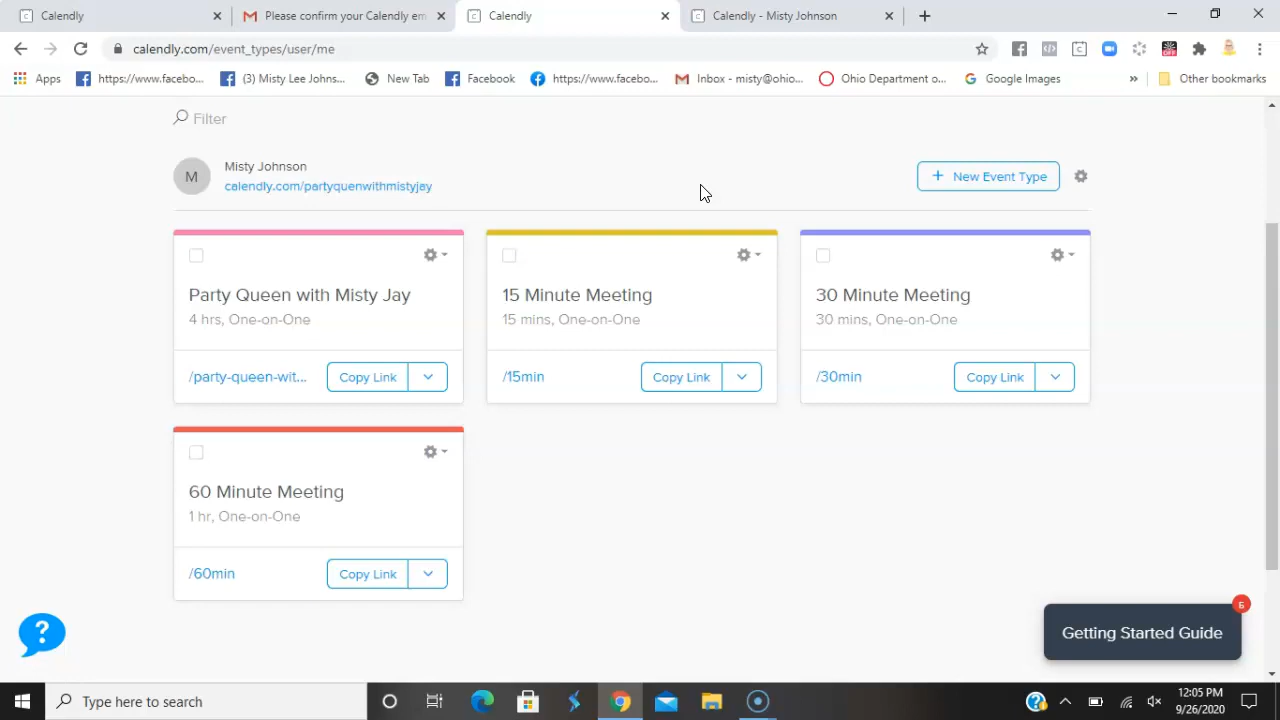 Calendly
Please confirm your Calendly em
Calendly
Calendly - Misty Johnson
calendly.com/event_types/user/me
Apps
https://www.facebo...
(3) Misty Lee Johns...
New Tab
Facebook
https://www.facebo...
Inbox - misty@ohio...
Ohio Department o...
Google Images
»
Other bookmarks
Filter
M
Misty Johnson
calendly.com/partyquenwithmistyjay
+ New Event Type
Party Queen with Misty Jay
4 hrs, One-on-One
/party-queen-wit...
Copy Link
15 Minute Meeting
15 mins, One-on-One
/15min
Copy Link
30 Minute Meeting
30 mins, One-on-One
/30min
Copy Link
60 Minute Meeting
1 hr, One-on-One
/60min
Copy Link
?
6
Getting Started Guide
Type here to search
12:05 PM
9/26/2020